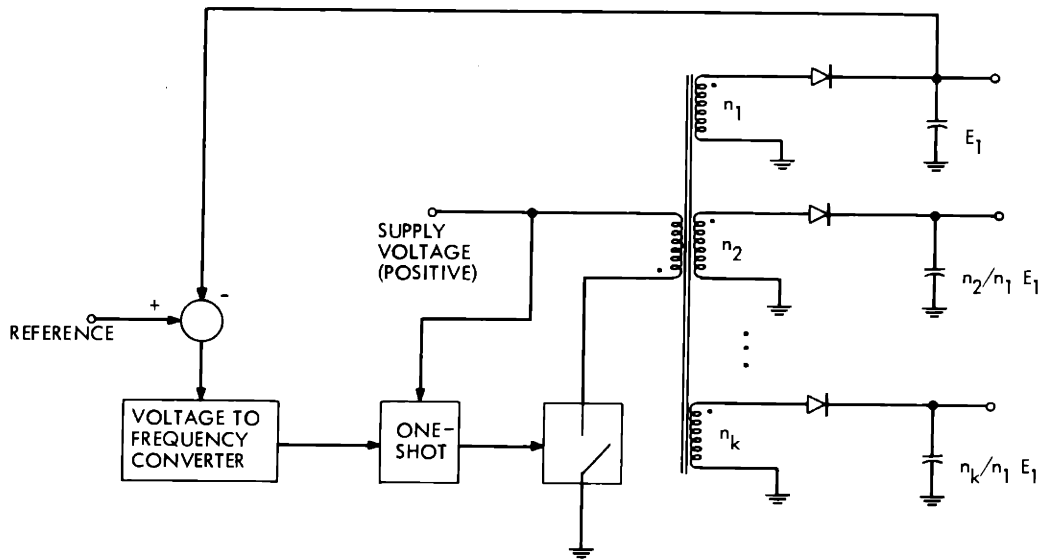 n1
E1
SUPPLY
VOLTAGE
(POSITIVE)
n2
n2/n1 E1
+
-
REFERENCE
VOLTAGE TO
FREQUENCY
CONVERTER
ONE-
SHOT
nk
nk/n1 E1